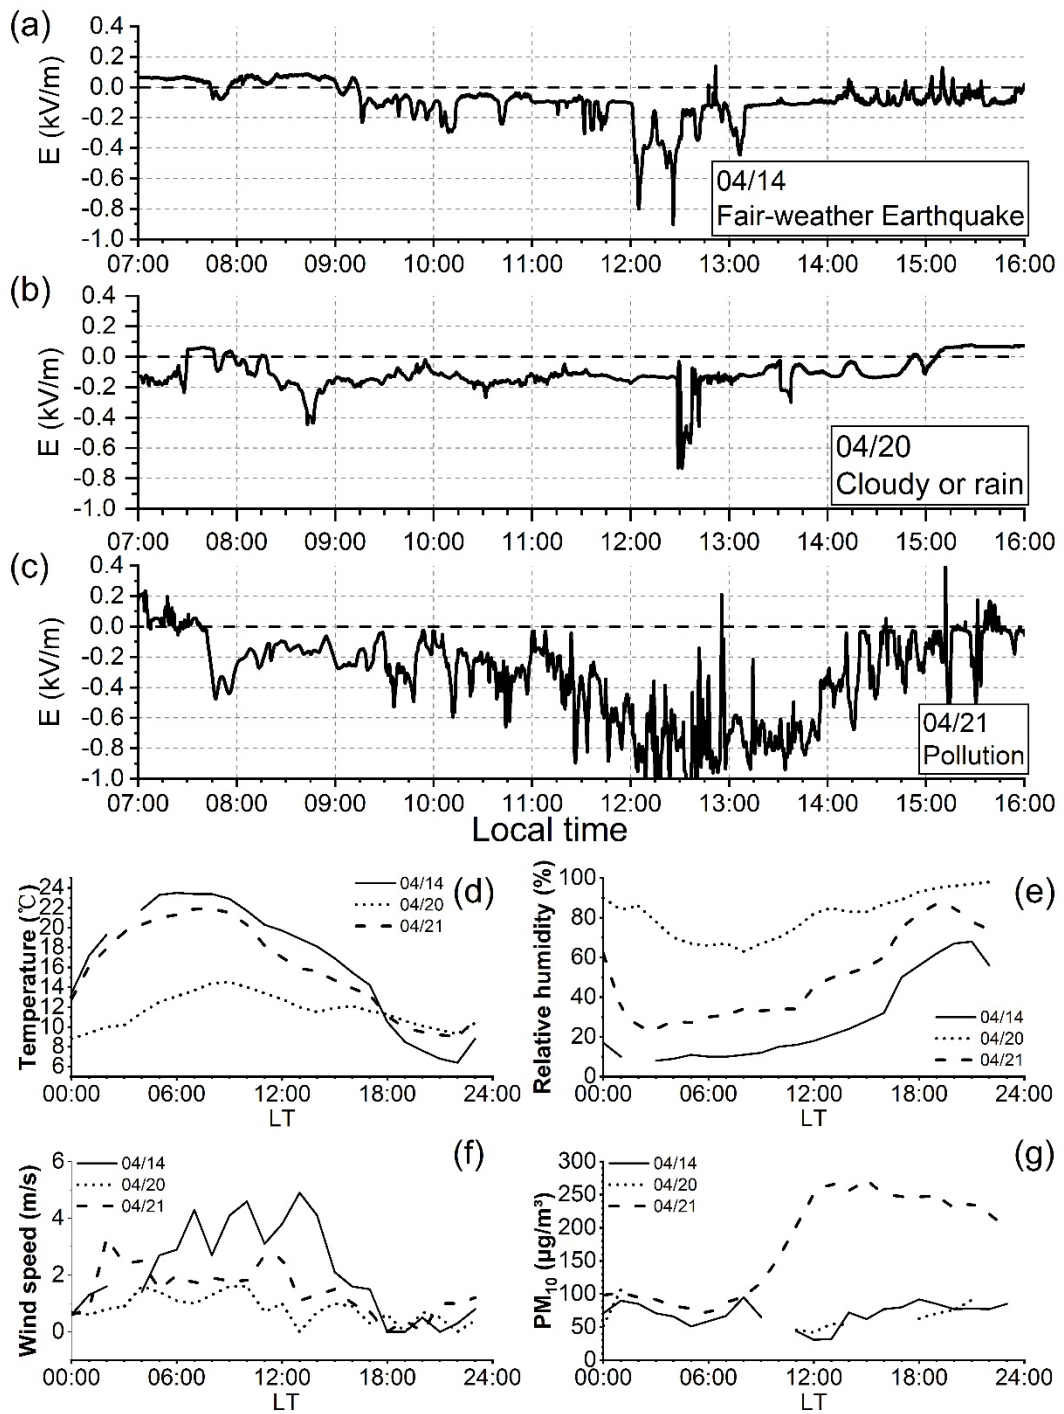 (a)
E (kV/m)
0.4
0.2
0.0
-0.2
-0.4
-0.6
-0.8
-1.0
04/14
Fair-weather Earthquake
07:00 08:00 09:00 10:00 11:00 12:00 13:00 14:00 15:00 16:00
(b)
E (kV/m)
0.4
0.2
0.0
-0.2
-0.4
-0.6
-0.8
-1.0
04/20
Cloudy or rain
07:00 08:00 09:00 10:00 11:00 12:00 13:00 14:00 15:00 16:00
(c)
E (kV/m)
0.4
0.2
0.0
-0.2
-0.4
-0.6
-0.8
-1.0
04/21
Pollution
07:00 08:00 09:00 10:00 11:00 12:00 13:00 14:00 15:00 16:00
Local time
(d)
Temperature (℃)
24
22
20
18
16
14
12
10
8
6
04/14
04/20
04/21
00:00 06:00 12:00 18:00 24:00
LT
(e)
Relative humidity (%)
100
80
60
40
20
0
04/14
04/20
04/21
00:00 06:00 12:00 18:00 24:00
LT
(f)
Wind speed (m/s)
6
4
2
0
04/14
04/20
04/21
00:00 06:00 12:00 18:00 24:00
LT
(g)
PM₁₀ (μg/m³)
300
250
200
150
100
50
0
04/14
04/20
04/21
00:00 06:00 12:00 18:00 24:00
LT